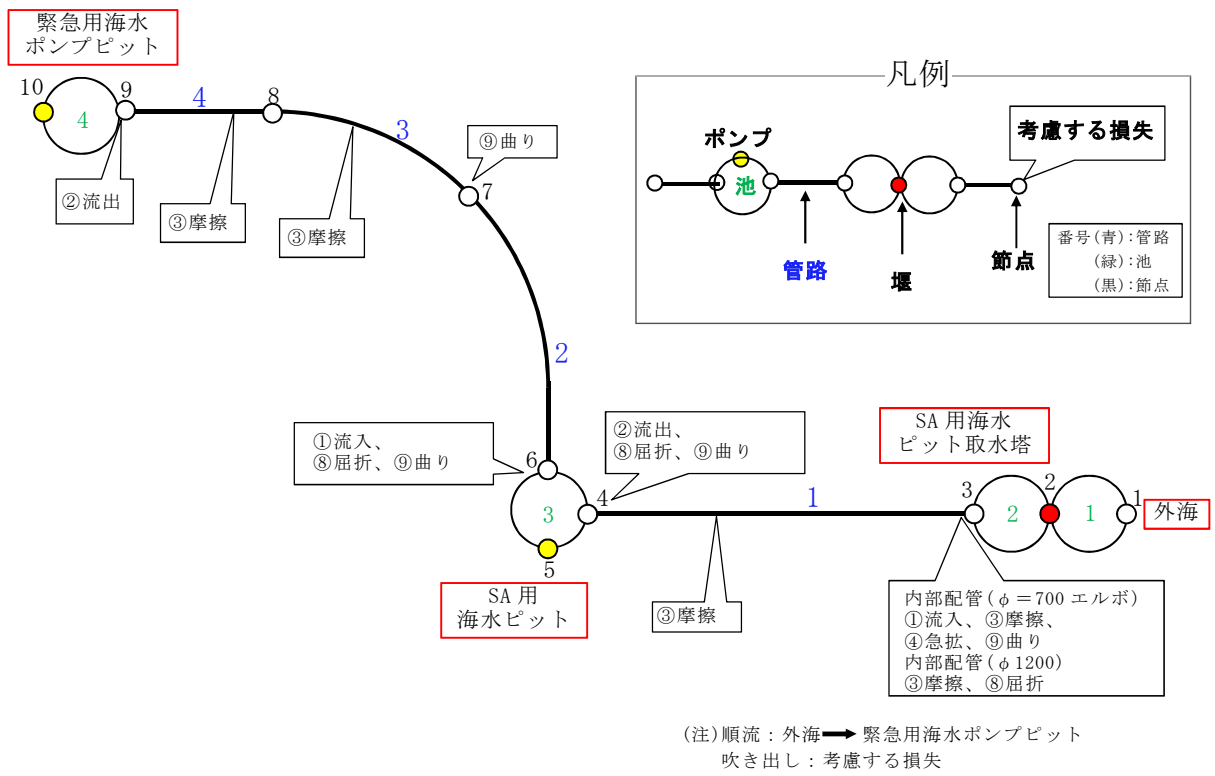 緊急用海水
ポンプピット
10
4
9
4
8
3
⑨曲り
7
②流出
③摩擦
③摩擦
2
凡例
ポンプ
池
管路
堰
節点
考慮する損失
番号(青):管路
(緑):池
(黒):節点
①流入、
⑧屈折、⑨曲り
6
3
5
4
②流出、
⑧屈折、⑨曲り
SA 用
海水ピット
1
③摩擦
SA 用海水
ピット取水塔
3
2
2
1
1
外海
内部配管(φ＝700 エルボ)
①流入、③摩擦、
④急拡、⑨曲り
内部配管(φ1200)
③摩擦、⑧屈折
(注)順流：外海➡緊急用海水ポンプピット
吹き出し：考慮する損失